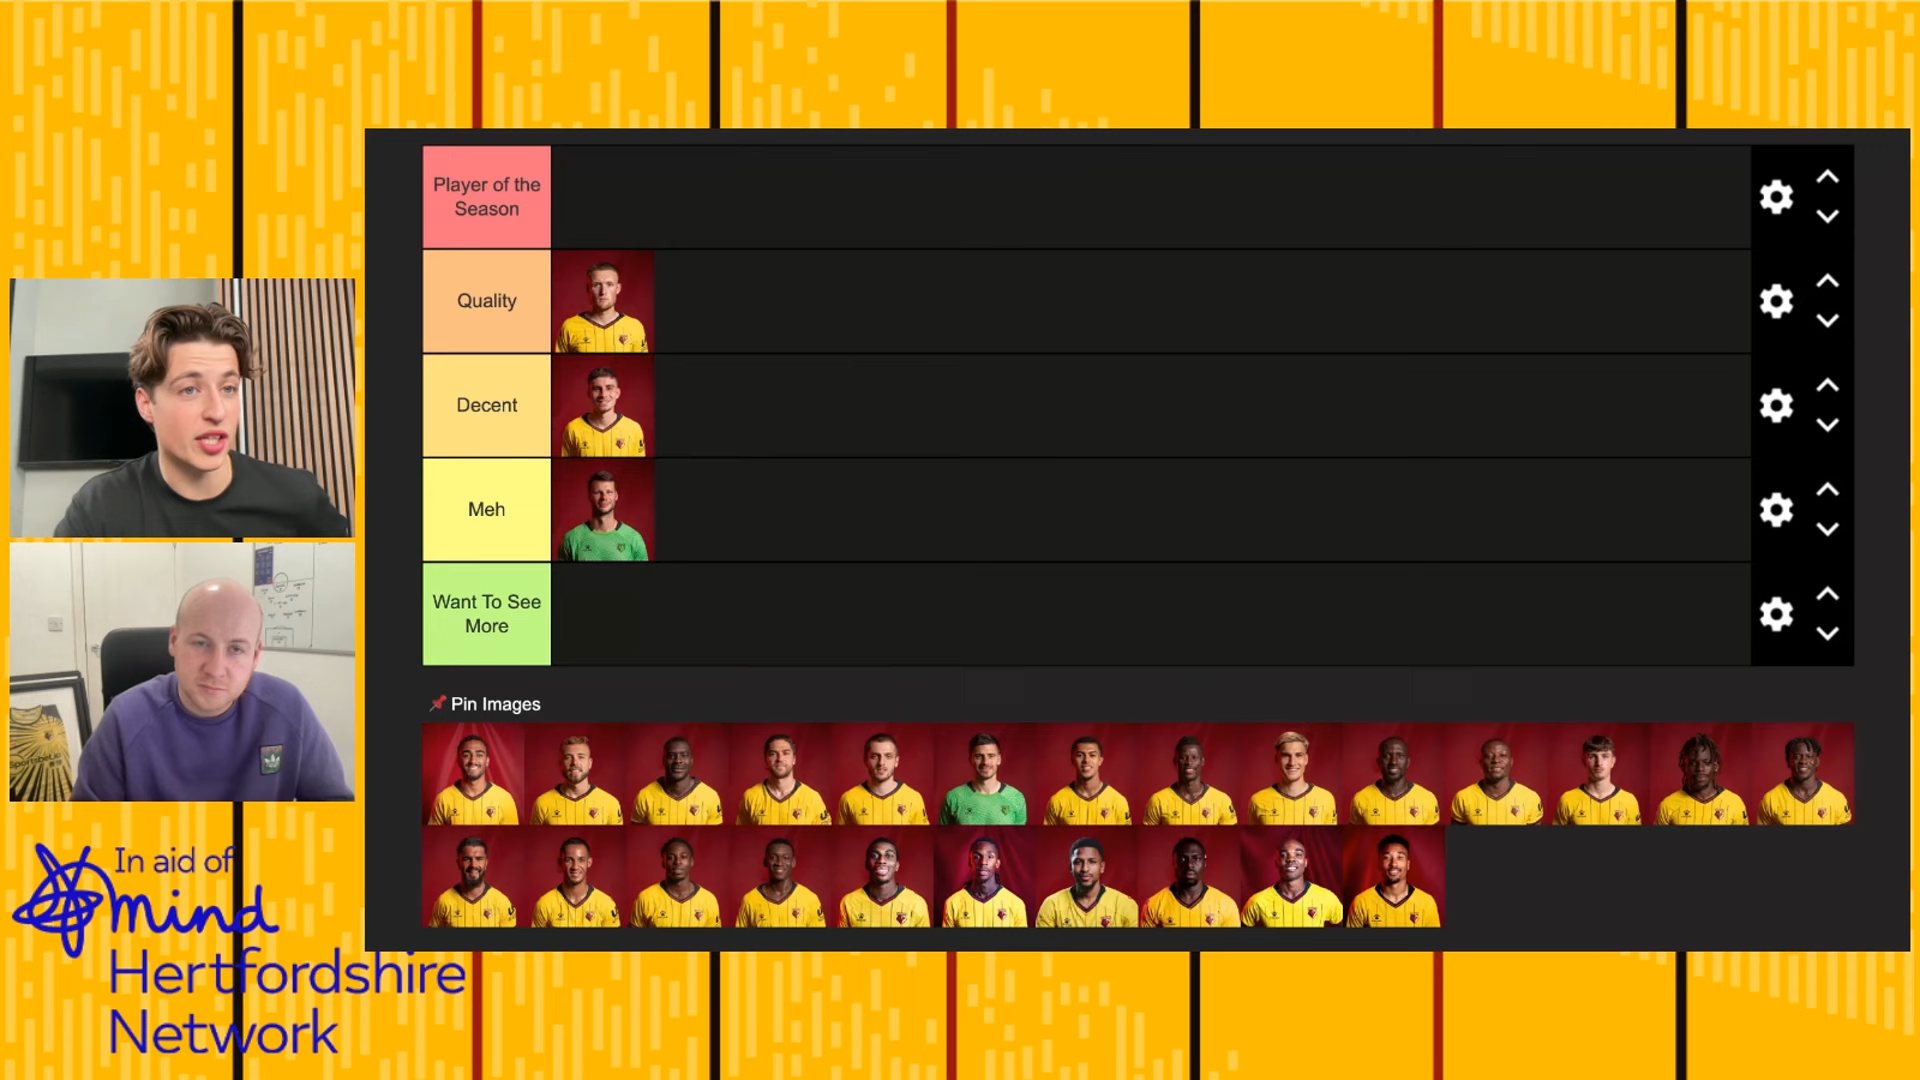 Player of the
Season
Quality
Decent
Meh
Want To See
More
Pin Images
In aid of
mind
Hertfordshire
Network